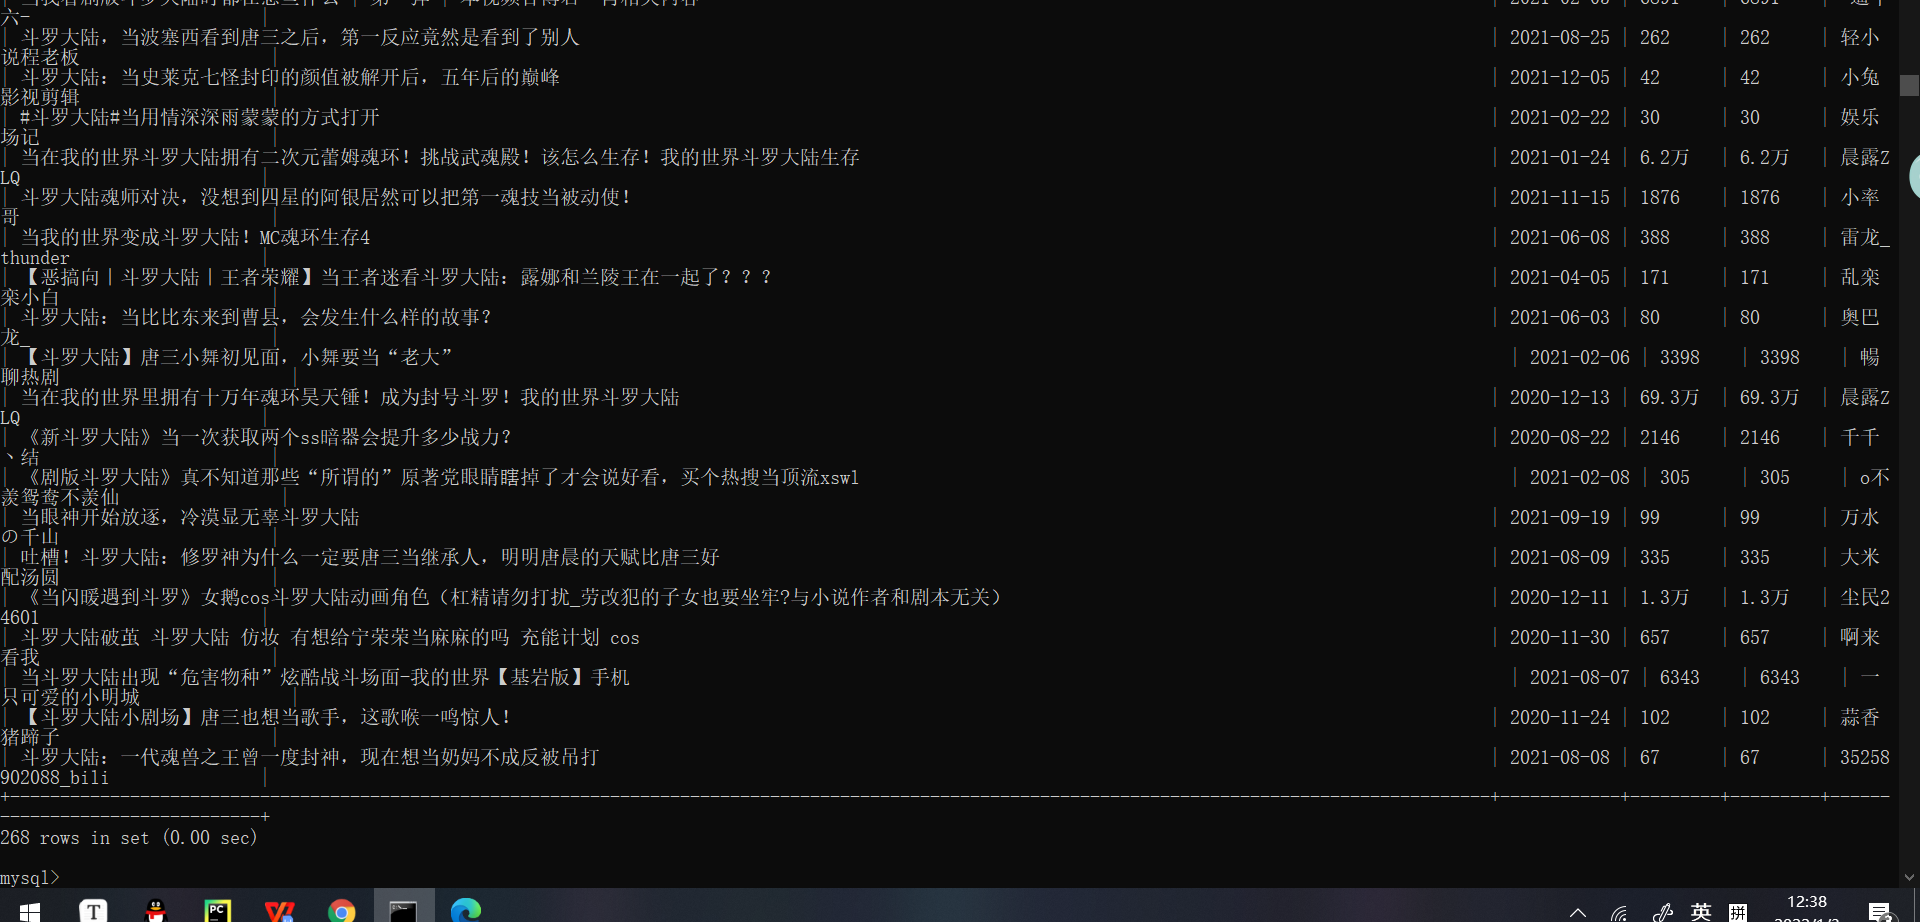 六-
| 斗罗大陆，当波塞西看到唐三之后，第一反应竟然是看到了别人 | 2021-08-25 | 262 | 262 | 轻小
说程老板 |
| 斗罗大陆：当史莱克七怪封印的颜值被解开后，五年后的巅峰 | 2021-12-05 | 42 | 42 | 小兔
影视剪辑 |
| #斗罗大陆#当用情深深雨蒙蒙的方式打开 | 2021-02-22 | 30 | 30 | 娱乐
场记 |
| 当在我的世界斗罗大陆拥有二次元蕾姆魂环！挑战武魂殿！该怎么生存！我的世界斗罗大陆生存 | 2021-01-24 | 6.2万 | 6.2万 | 晨露Z
LQ |
| 斗罗大陆魂师对决，没想到四星的阿银居然可以把第一魂技当被动使！ | 2021-11-15 | 1876 | 1876 | 小率
哥 |
| 当我的世界变成斗罗大陆！MC魂环生存4 | 2021-06-08 | 388 | 388 | 雷龙_
thunder |
| 【恶搞向｜斗罗大陆｜王者荣耀】当王者迷看斗罗大陆：露娜和兰陵王在一起了？？？ | 2021-04-05 | 171 | 171 | 乱栾
栾小白 |
| 斗罗大陆：当比比东来到曹县，会发生什么样的故事？ | 2021-06-03 | 80 | 80 | 奥巴
龙_ |
| 【斗罗大陆】唐三小舞初见面，小舞要当“老大” | 2021-02-06 | 3398 | 3398 | 暢
聊热剧 |
| 当在我的世界里拥有十万年魂环昊天锤！成为封号斗罗！我的世界斗罗大陆 | 2020-12-13 | 69.3万 | 69.3万 | 晨露Z
LQ |
| 《新斗罗大陆》当一次获取两个ss暗器会提升多少战力？ | 2020-08-22 | 2146 | 2146 | 千千
丶结 |
| 《剧版斗罗大陆》真不知道那些“所谓的”原著党眼睛瞎掉了才会说好看，买个热搜当顶流xswl | 2021-02-08 | 305 | 305 | o不
羡鸳鸯不羡仙 |
| 当眼神开始放逐，冷漠显无辜斗罗大陆 | 2021-09-19 | 99 | 99 | 万水
の千山 |
| 吐槽！斗罗大陆：修罗神为什么一定要唐三当继承人，明明唐晨的天赋比唐三好 | 2021-08-09 | 335 | 335 | 大米
配汤圆 |
| 《当闪暖遇到斗罗》女鹅cos斗罗大陆动画角色（杠精请勿打扰_劳改犯的子女也要坐牢?与小说作者和剧本无关） | 2020-12-11 | 1.3万 | 1.3万 | 尘民2
4601 |
| 斗罗大陆破茧 斗罗大陆 仿妆 有想给宁荣荣当麻麻的吗 充能计划 cos | 2020-11-30 | 657 | 657 | 啊来
看我 |
| 当斗罗大陆出现“危害物种”炫酷战斗场面-我的世界【基岩版】手机 | 2021-08-07 | 6343 | 6343 | 一
只可爱的小明城 |
| 【斗罗大陆小剧场】唐三也想当歌手，这歌喉一鸣惊人！ | 2020-11-24 | 102 | 102 | 蒜香
猪蹄子 |
| 斗罗大陆：一代魂兽之王曾一度封神，现在想当奶妈不成反被吊打 | 2021-08-08 | 67 | 67 | 35258
902088_bili |
268 rows in set (0.00 sec)
mysql>
T PC 英 拼 12:38